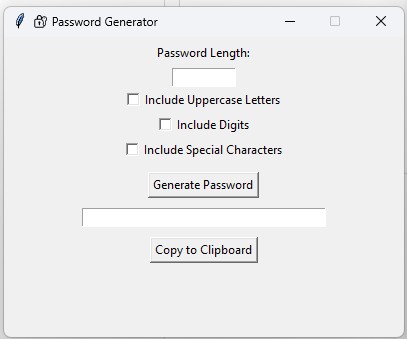 Password Generator
Password Length:
Include Uppercase Letters
Include Digits
Include Special Characters
Generate Password
Copy to Clipboard